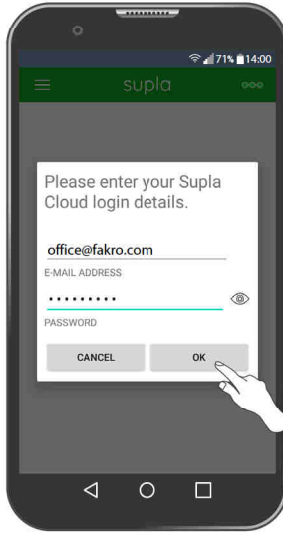 71% 14:00
supla
Please enter your Supla
Cloud login details.
office@fakro.com
E-MAIL ADDRESS
•••••••••
PASSWORD
CANCEL OK